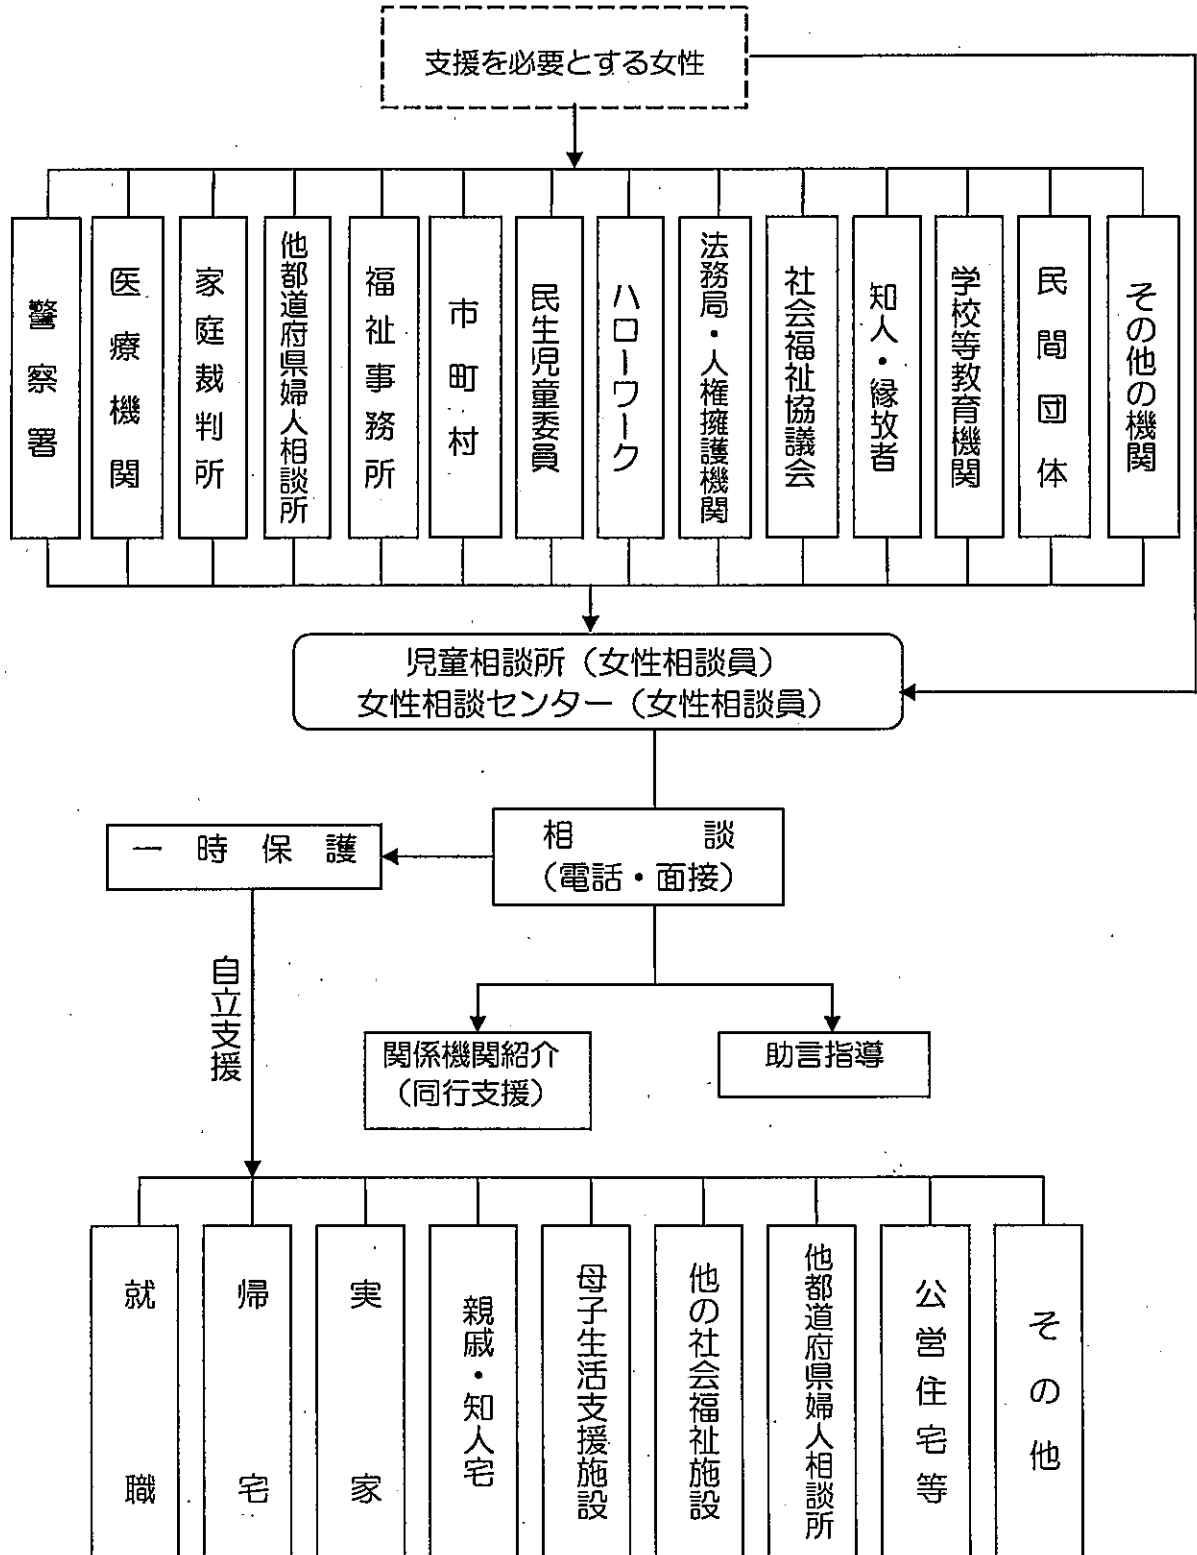 支援を必要とする女性
警察署
医療機関
家庭裁判所
他都道府県婦人相談所
福祉事務所
市町村
民生児童委員
ハローワーク
法務局・人権擁護機関
社会福祉協議会
知人・縁故者
学校等教育機関
民間団体
その他の機関
児童相談所（女性相談員）
女性相談センター（女性相談員）
相談
（電話・面接）
一時保護
自立支援
関係機関紹介
（同行支援）
助言指導
就職
帰宅
実家
親戚・知人宅
母子生活支援施設
他の社会福祉施設
他都道府県婦人相談所
公営住宅等
その他